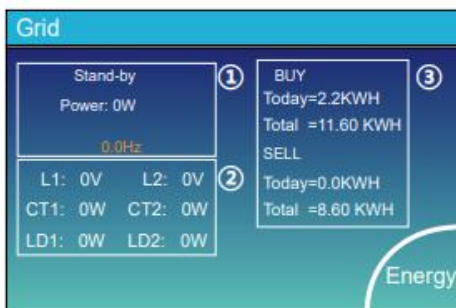 Grid
Stand-by
Power: 0W
0.0Hz
①
L1: 0V L2: 0V
CT1: 0W CT2: 0W
LD1: 0W LD2: 0W
②
BUY
Today=2.2KWH
Total =11.60 KWH
SELL
Today=0.0KWH
Total =8.60 KWH
③
Energy